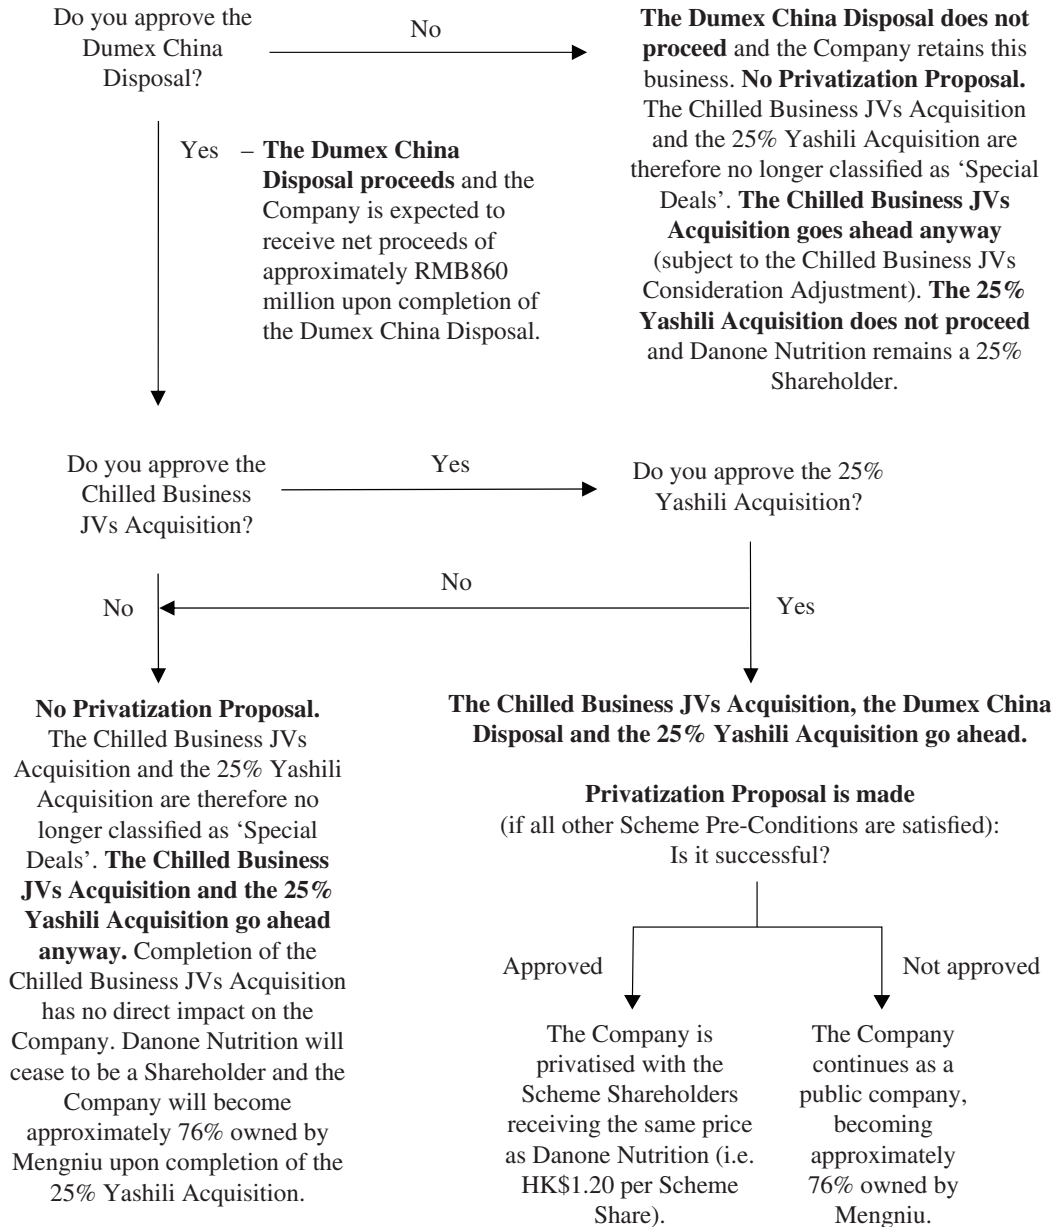 Do you approve the
Dumex China
Disposal?
No
The Dumex China Disposal does not
proceed and the Company retains this
business. No Privatization Proposal.
The Chilled Business JVs Acquisition
and the 25% Yashili Acquisition are
therefore no longer classified as ‘Special
Deals’. The Chilled Business JVs
Acquisition goes ahead anyway
(subject to the Chilled Business JVs
Consideration Adjustment). The 25%
Yashili Acquisition does not proceed
and Danone Nutrition remains a 25%
Shareholder.
Yes – The Dumex China
Disposal proceeds and the
Company is expected to
receive net proceeds of
approximately RMB860
million upon completion of
the Dumex China Disposal.
Do you approve the
Chilled Business
JVs Acquisition?
Yes
Do you approve the 25%
Yashili Acquisition?
No
No
Yes
No Privatization Proposal.
The Chilled Business JVs
Acquisition and the 25% Yashili
Acquisition are therefore no
longer classified as ‘Special
Deals’. The Chilled Business
JVs Acquisition and the 25%
Yashili Acquisition go ahead
anyway. Completion of the
Chilled Business JVs Acquisition
has no direct impact on the
Company. Danone Nutrition will
cease to be a Shareholder and the
Company will become
approximately 76% owned by
Mengniu upon completion of the
25% Yashili Acquisition.
The Chilled Business JVs Acquisition, the Dumex China
Disposal and the 25% Yashili Acquisition go ahead.
Privatization Proposal is made
(if all other Scheme Pre-Conditions are satisfied):
Is it successful?
Approved
Not approved
The Company is
privatised with the
Scheme Shareholders
receiving the same price
as Danone Nutrition (i.e.
HK$1.20 per Scheme
Share).
The Company
continues as a
public company,
becoming
approximately
76% owned by
Mengniu.